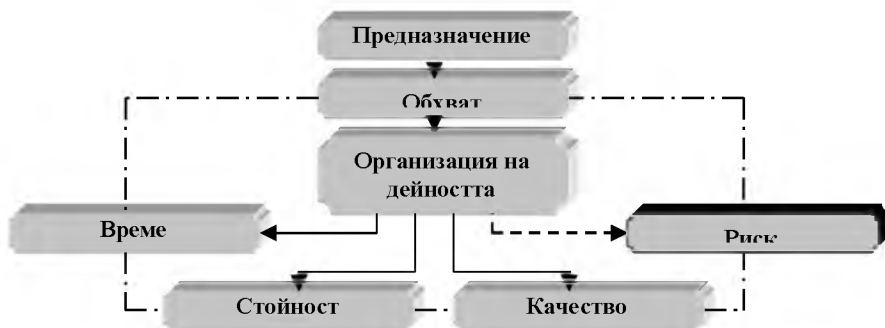 Предназначение
Обхват
Организация на
дейността
Време
Риск
Стойност
Качество